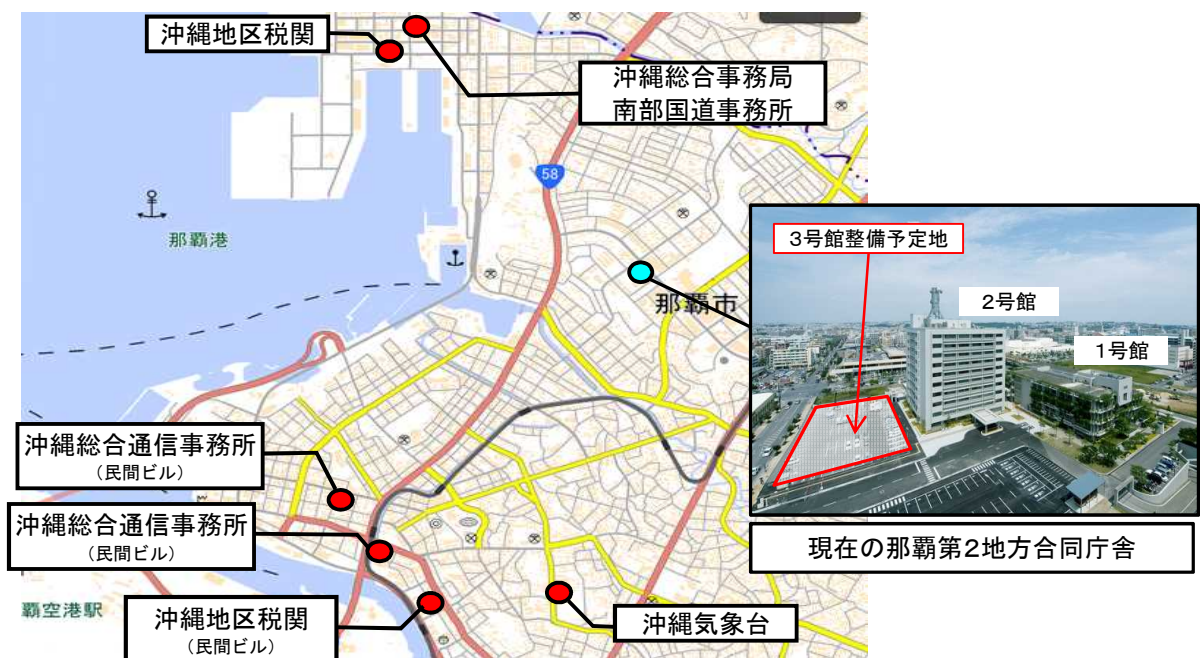 沖縄地区税関
沖縄総合事務局
南部国道事務所
58
那覇港
那覇市
3号館整備予定地
2号館
1号館
現在の那覇第2地方合同庁舎
沖縄総合通信事務所
(民間ビル)
沖縄総合通信事務所
(民間ビル)
覇空港駅
沖縄地区税関
(民間ビル)
沖縄気象台